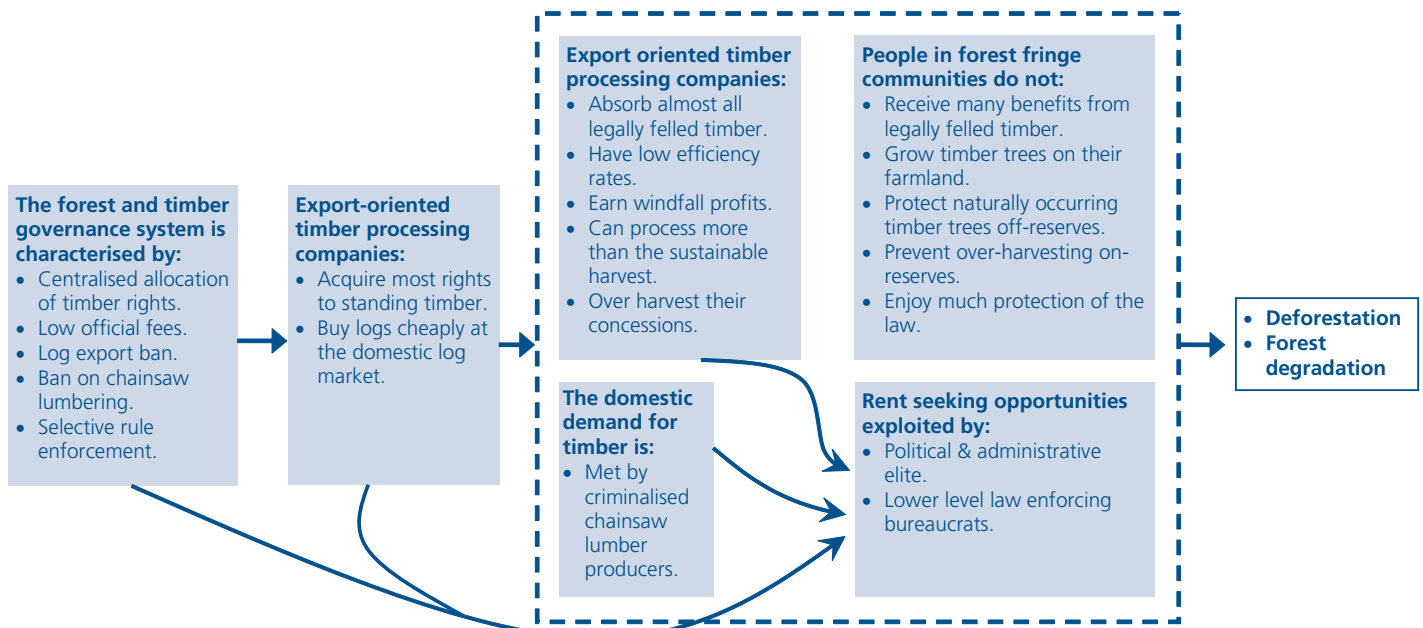 The forest and timber
governance system is
characterised by:
• Centralised allocation
of timber rights.
• Low official fees.
• Log export ban.
• Ban on chainsaw
lumbering.
• Selective rule
enforcement.
Export-oriented
timber processing
companies:
• Acquire most rights
to standing timber.
• Buy logs cheaply at
the domestic log
market.
Export oriented timber
processing companies:
• Absorb almost all
legally felled timber.
• Have low efficiency
rates.
• Earn windfall profits.
• Can process more
than the sustainable
harvest.
• Over harvest their
concessions.
The domestic
demand for
timber is:
• Met by
criminalised
chainsaw
lumber
producers.
People in forest fringe
communities do not:
• Receive many benefits from
legally felled timber.
• Grow timber trees on their
farmland.
• Protect naturally occurring
timber trees off-reserves.
• Prevent over-harvesting on-
reserves.
• Enjoy much protection of the
law.
Rent seeking opportunities
exploited by:
• Political & administrative
elite.
• Lower level law enforcing
bureaucrats.
• Deforestation
• Forest
degradation